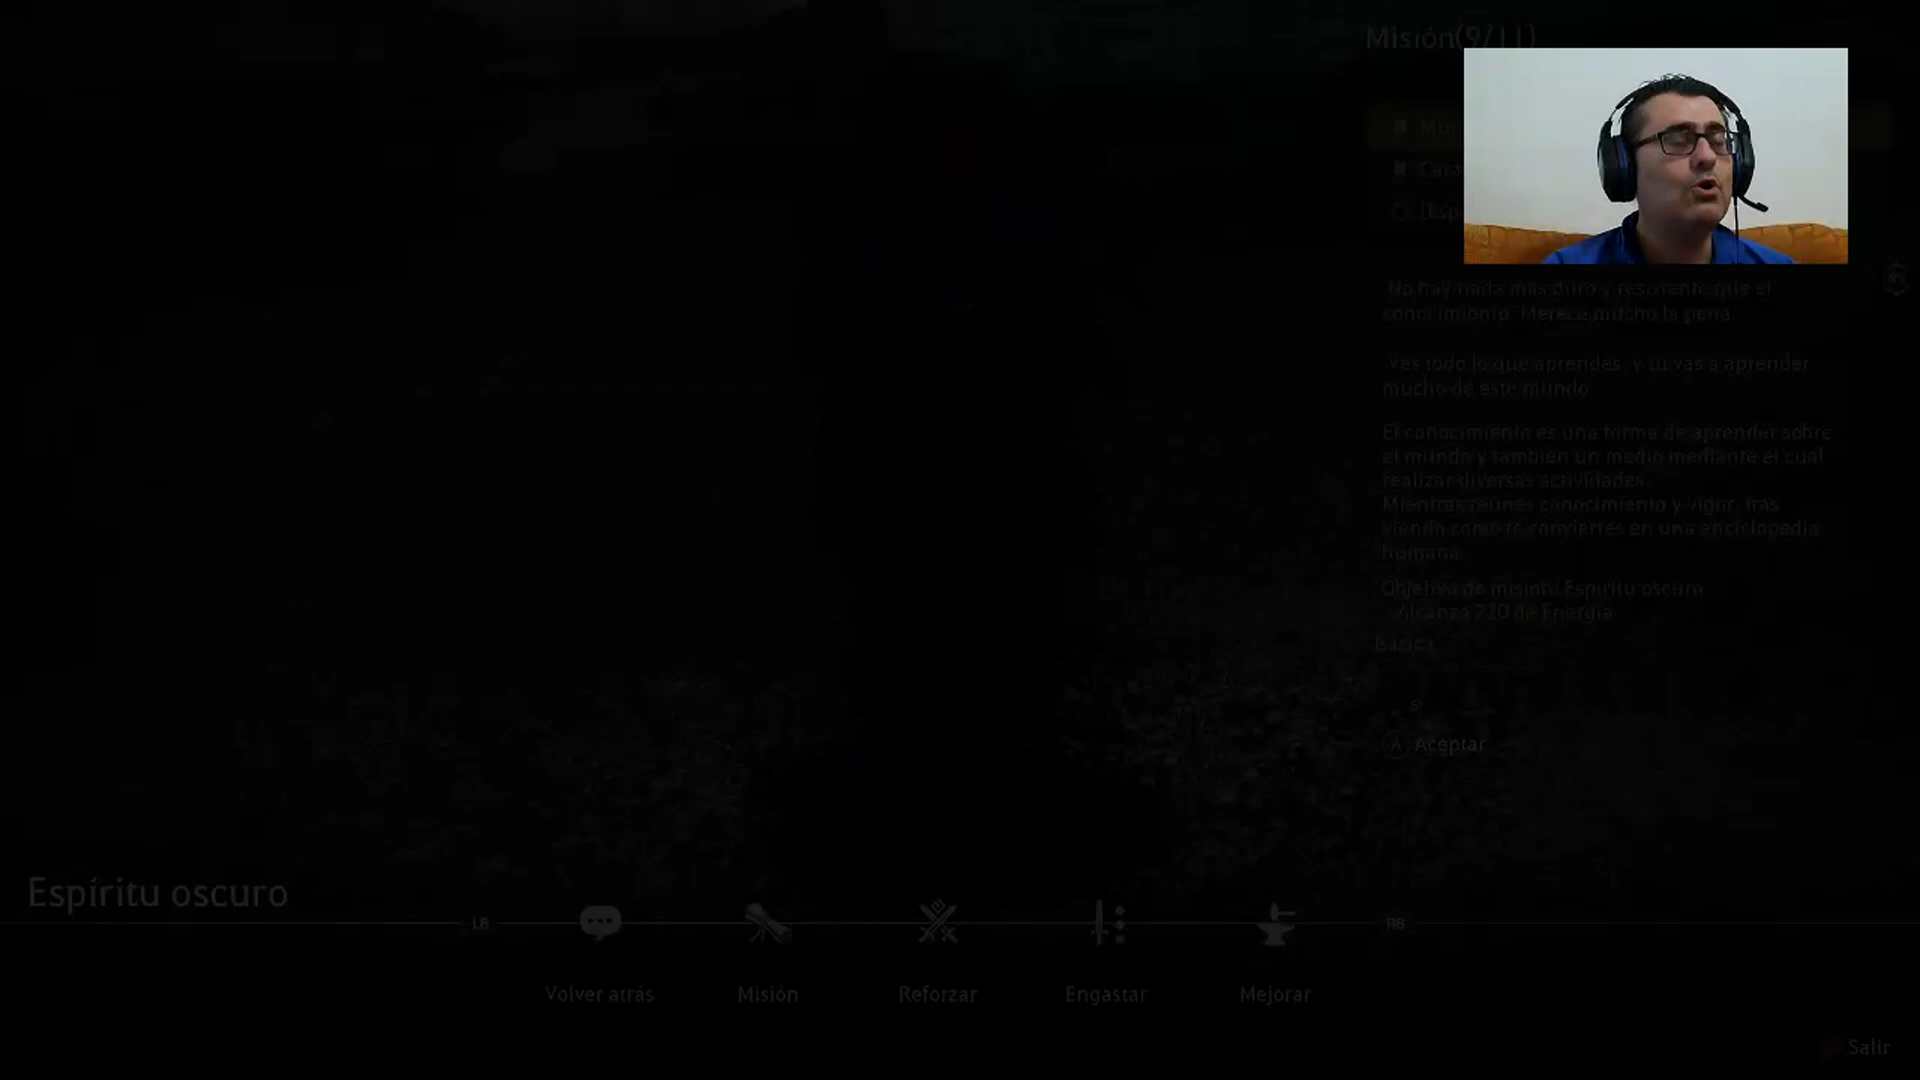 Misión(9/11)
No hay nada más duro y resistente que el
conocimiento. Merece mucho la pena.
Ves todo lo que aprendes, y tú vas a aprender
mucho de este mundo
El conocimiento es una forma de aprender sobre
el mundo y también un medio mediante el cual
realizar diversas actividades.
Mientras reúnes conocimiento y vigor, irás
viendo cómo te conviertes en una enciclopedia
humana.
Objetivo de misión: Espíritu oscuro
- Alcanza 220 de Energía
Básica
5
A Aceptar
Espíritu oscuro
LB
RB
Volver atrás
Misión
Reforzar
Engastar
Mejorar
Salir